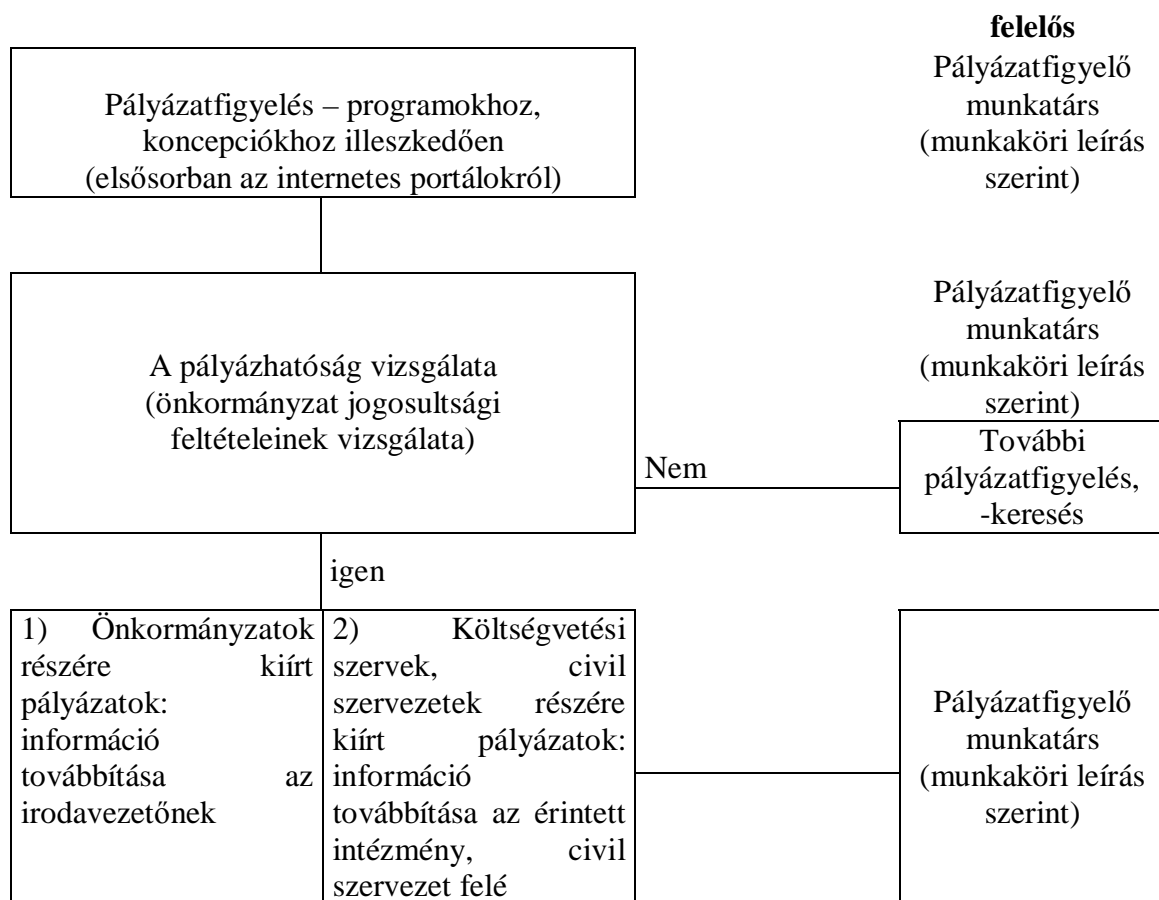 felelős
Pályázatfigyelés – programokhoz,
koncepciókhoz illeszkedően
(elsősorban az internetes portálokról)
Pályázatfigyelő
munkatárs
(munkaköri leírás
szerint)
A pályázhatóság vizsgálata
(önkormányzat jogosultsági
feltételeinek vizsgálata)
Pályázatfigyelő
munkatárs
(munkaköri leírás
szerint)
Nem
További
pályázatfigyelés,
-keresés
igen
1) Önkormányzatok
részére kiírt
pályázatok:
információ
továbbítása az
irodavezetőnek
2) Költségvetési
szervek, civil
szervezetek részére
kiírt pályázatok:
információ
továbbítása az érintett
intézmény, civil
szervezet felé
Pályázatfigyelő
munkatárs
(munkaköri leírás
szerint)